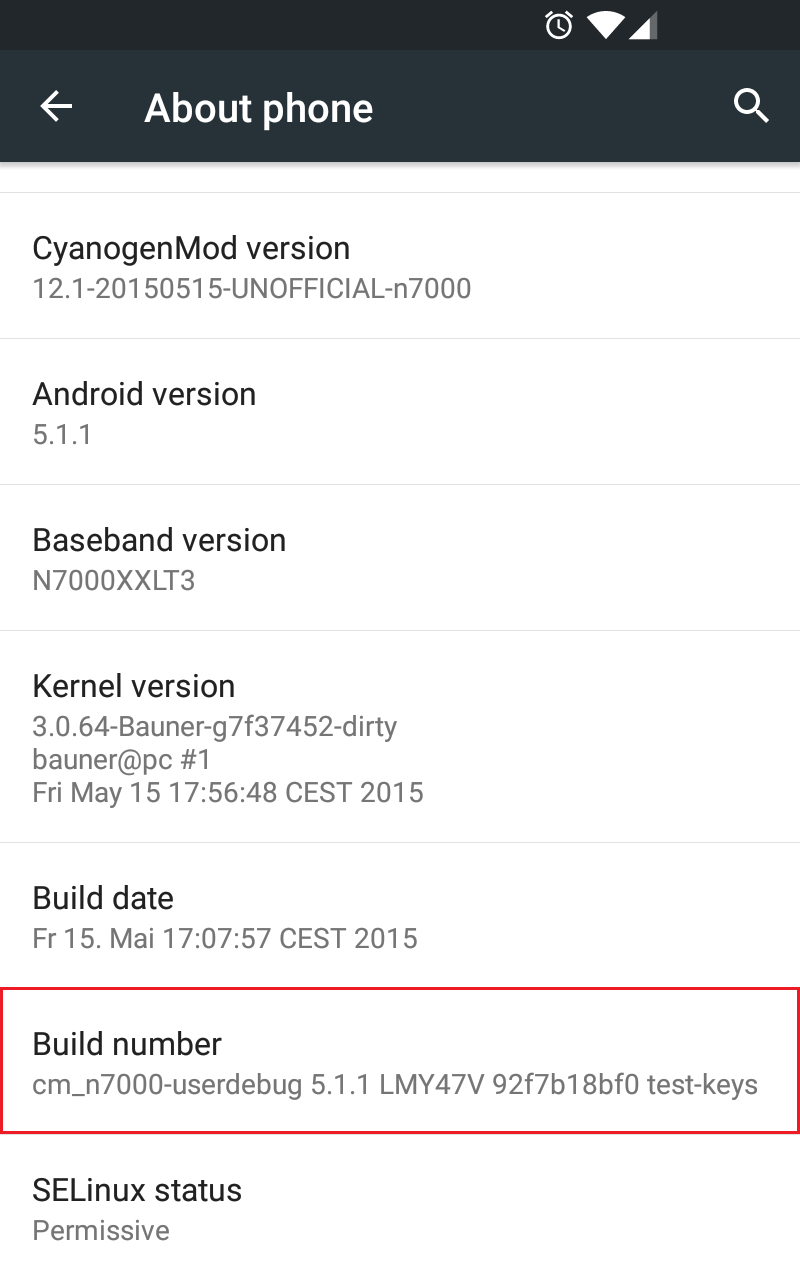 About phone
CyanogenMod version
12.1-20150515-UNOFFICIAL-n7000
Android version
5.1.1
Baseband version
N7000XXLT3
Kernel version
3.0.64-Bauner-g7f37452-dirty
bauner@pc #1
Fri May 15 17:56:48 CEST 2015
Build date
Fr 15. Mai 17:07:57 CEST 2015
Build number
cm_n7000-userdebug 5.1.1 LMY47V 92f7b18bf0 test-keys
SELinux status
Permissive